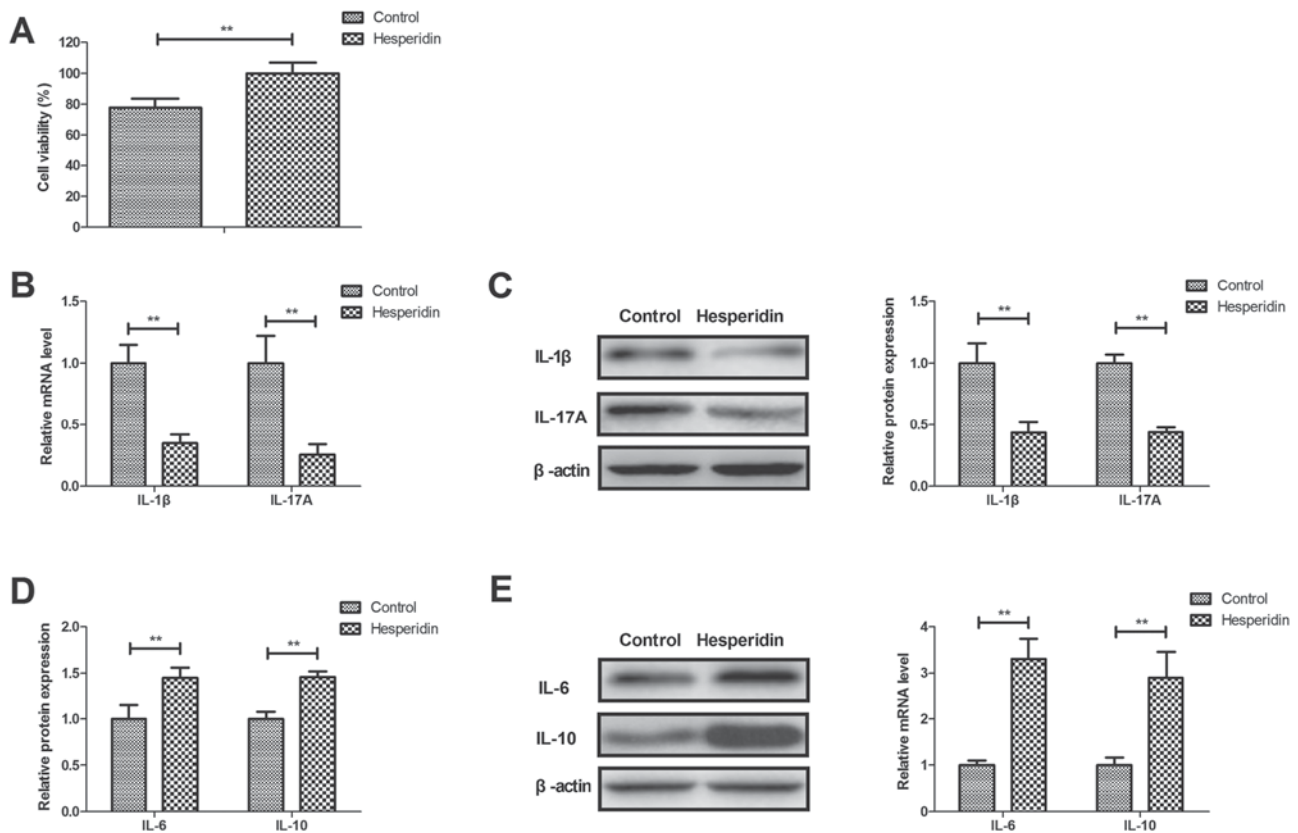 A
Control
Hesperidin
**
Cell viability (%)
120
100
80
60
40
20
0
B
Control
Hesperidin
**
**
Relative mRNA level
1.5
1.0
0.5
0.0
IL-1β
IL-17A
C
Control Hesperidin
IL-1β
IL-17A
β -actin
Control
Hesperidin
**
**
Relative protein expression
1.5
1.0
0.5
0.0
IL-1β
IL-17A
D
Control
Hesperidin
**
**
Relative protein expression
2.0
1.5
1.0
0.5
0.0
IL-6
IL-10
E
Control Hesperidin
IL-6
IL-10
β -actin
Control
Hesperidin
**
**
Relative mRNA level
4
3
2
1
0
IL-6
IL-10